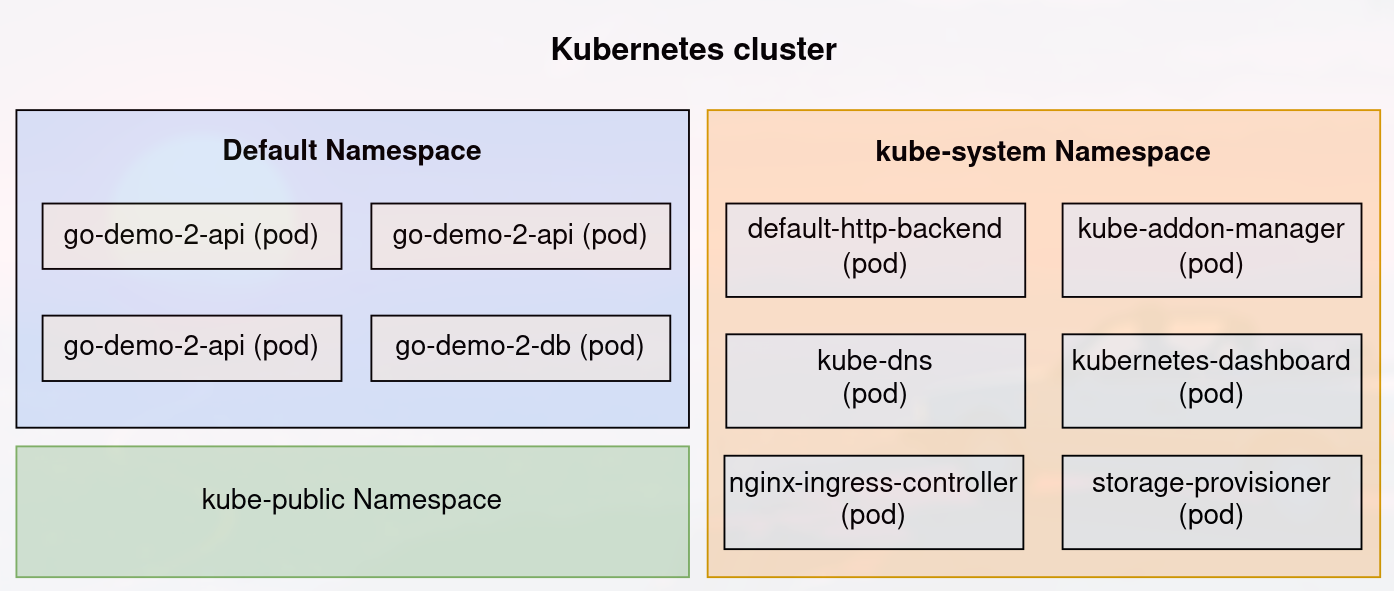 Kubernetes cluster
Default Namespace
go-demo-2-api (pod)
go-demo-2-api (pod)
go-demo-2-api (pod)
go-demo-2-db (pod)
kube-public Namespace
kube-system Namespace
default-http-backend
(pod)
kube-addon-manager
(pod)
kube-dns
(pod)
kubernetes-dashboard
(pod)
nginx-ingress-controller
(pod)
storage-provisioner
(pod)